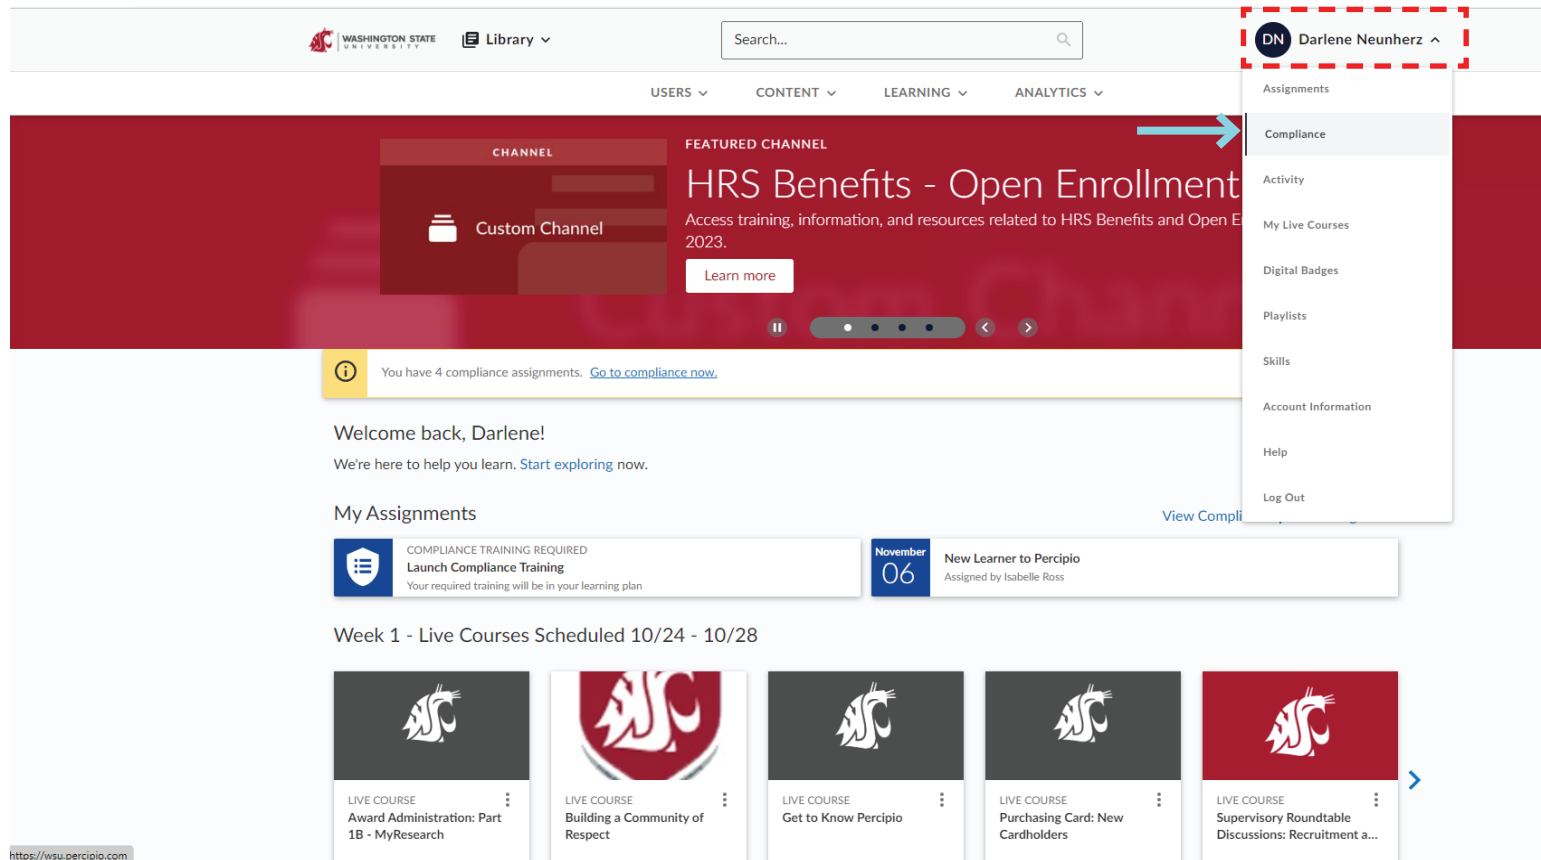 WASHINGTON STATE
UNIVERSITY
Library
Search...
DN
Darlene Neunherz
USERS
CONTENT
LEARNING
ANALYTICS
Assignments
Compliance
Activity
My Live Courses
Digital Badges
Playlists
Skills
Account Information
Help
Log Out
CHANNEL
Custom Channel
FEATURED CHANNEL
HRS Benefits - Open Enrollment
Access training, information, and resources related to HRS Benefits and Open E
2023.
Learn more
Custom Chann
You have 4 compliance assignments. Go to compliance now.
Welcome back, Darlene!
We're here to help you learn. Start exploring now.
My Assignments
View Compli
COMPLIANCE TRAINING REQUIRED
Launch Compliance Training
Your required training will be in your learning plan
November
06
New Learner to Percipio
Assigned by Isabelle Ross
Week 1 - Live Courses Scheduled 10/24 - 10/28
LIVE COURSE
Award Administration: Part
1B - MyResearch
LIVE COURSE
Building a Community of
Respect
LIVE COURSE
Get to Know Percipio
LIVE COURSE
Purchasing Card: New
Cardholders
LIVE COURSE
Supervisory Roundtable
Discussions: Recruitment a...
https://wsu.percipio.com